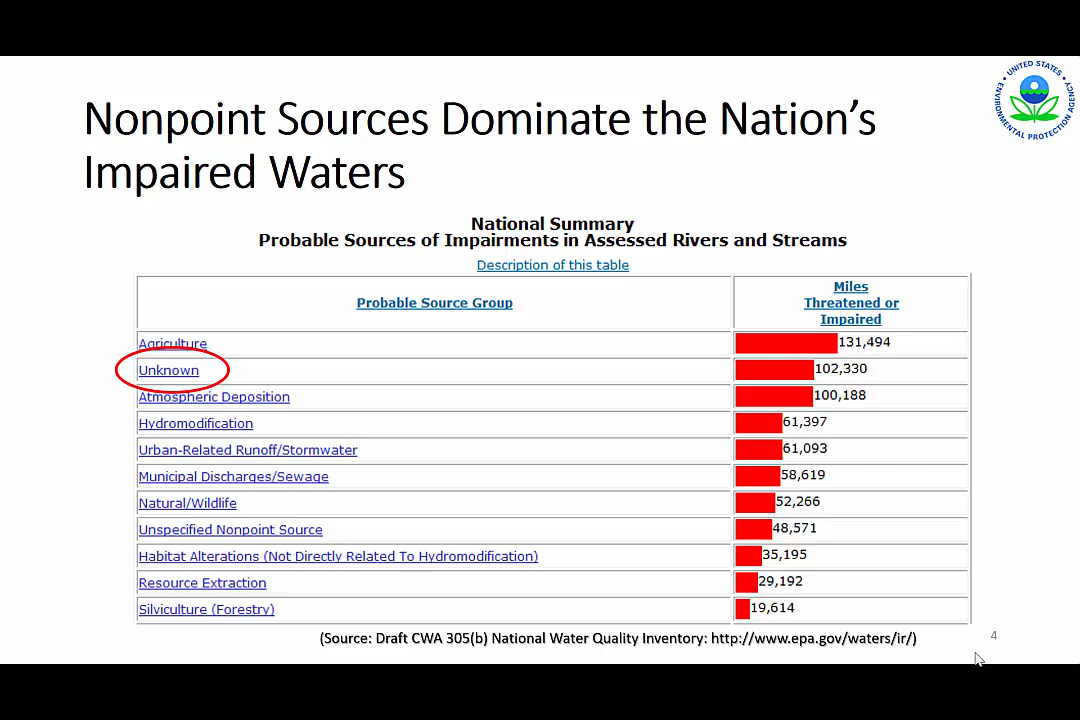 Nonpoint Sources Dominate the Nation's
Impaired Waters
UNITED STATES
ENVIRONMENTAL PROTECTION AGENCY
National Summary
Probable Sources of Impairments in Assessed Rivers and Streams
Description of this table
Probable Source Group
Miles
Threatened or
Impaired
Agriculture 131,494
Unknown 102,330
Atmospheric Deposition 100,188
Hydromodification 61,397
Urban-Related Runoff/Stormwater 61,093
Municipal Discharges/Sewage 58,619
Natural/Wildlife 52,266
Unspecified Nonpoint Source 48,571
Habitat Alterations (Not Directly Related To Hydromodification) 35,195
Resource Extraction 29,192
Silviculture (Forestry) 19,614
(Source: Draft CWA 305(b) National Water Quality Inventory: http://www.epa.gov/waters/ir/)
4